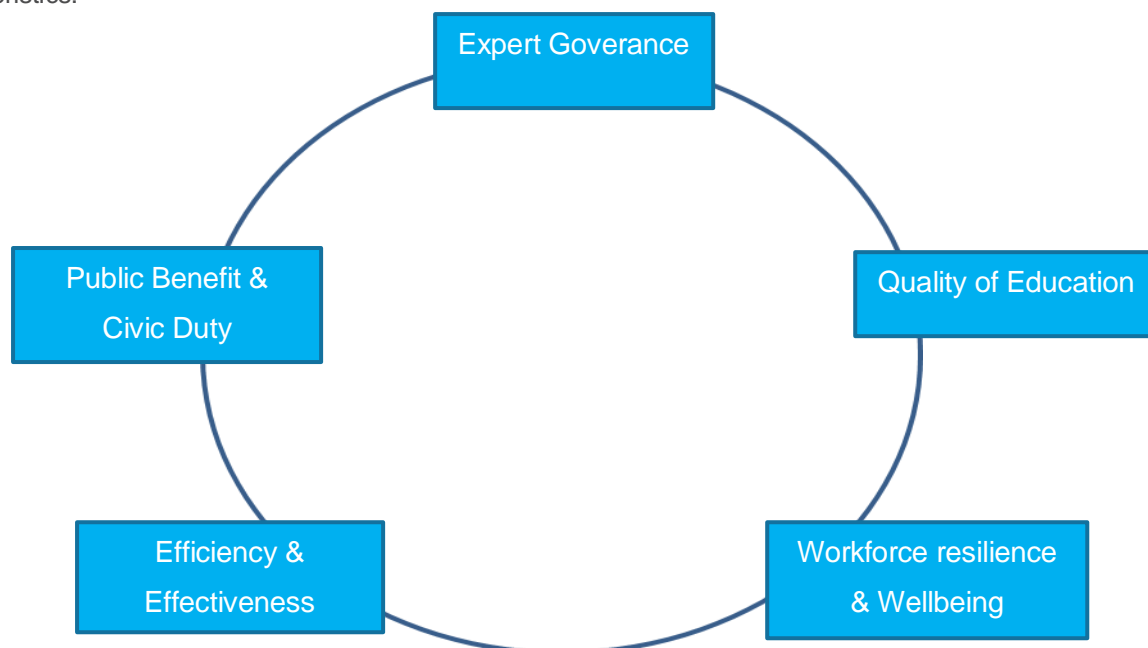 Expert Goverance
Public Benefit &
Civic Duty
Quality of Education
Efficiency &
Effectiveness
Workforce resilience
& Wellbeing